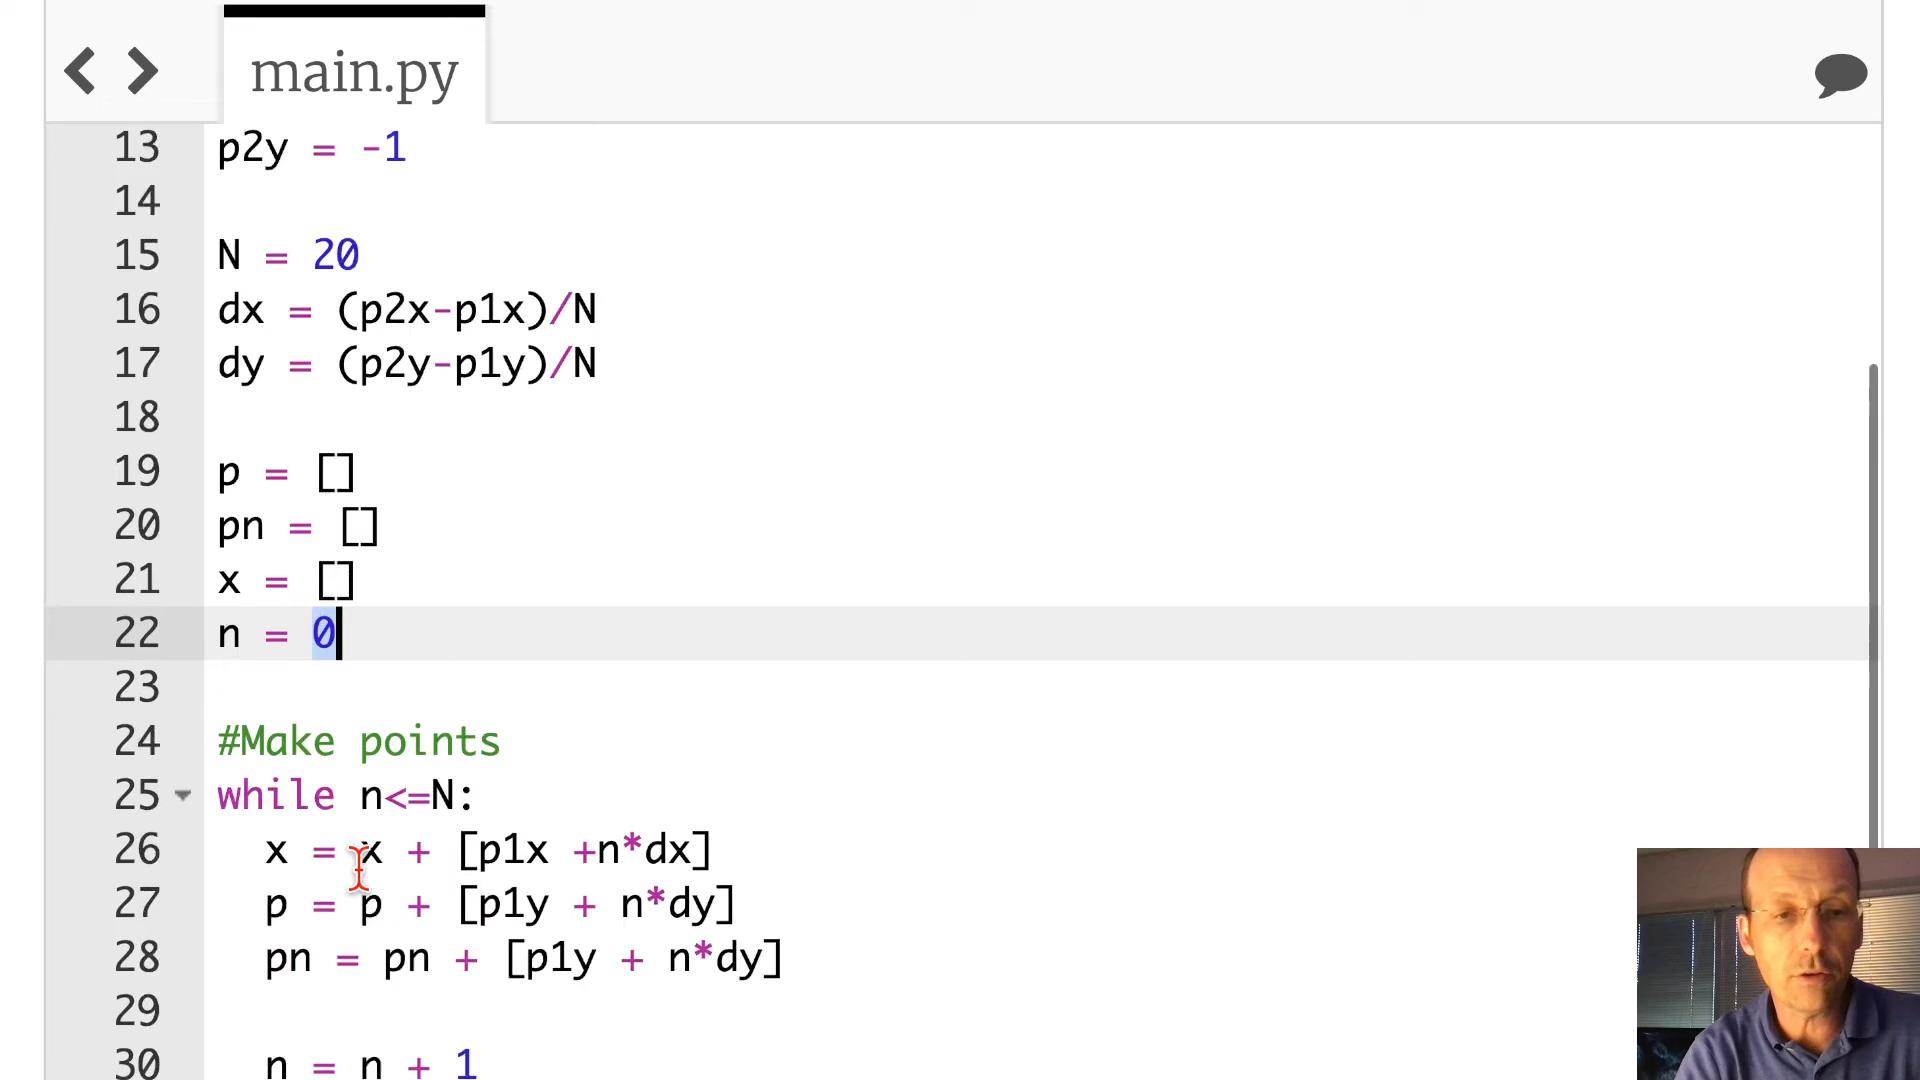 main.py
13 p2y = -1
14
15 N = 20
16 dx = (p2x-p1x)/N
17 dy = (p2y-p1y)/N
18
19 p = []
20 pn = []
21 x = []
22 n = 0
23
24 #Make points
25 while n<=N:
26   x = x + [p1x +n*dx]
27   p = p + [p1y + n*dy]
28   pn = pn + [p1y + n*dy]
29
30   n = n + 1